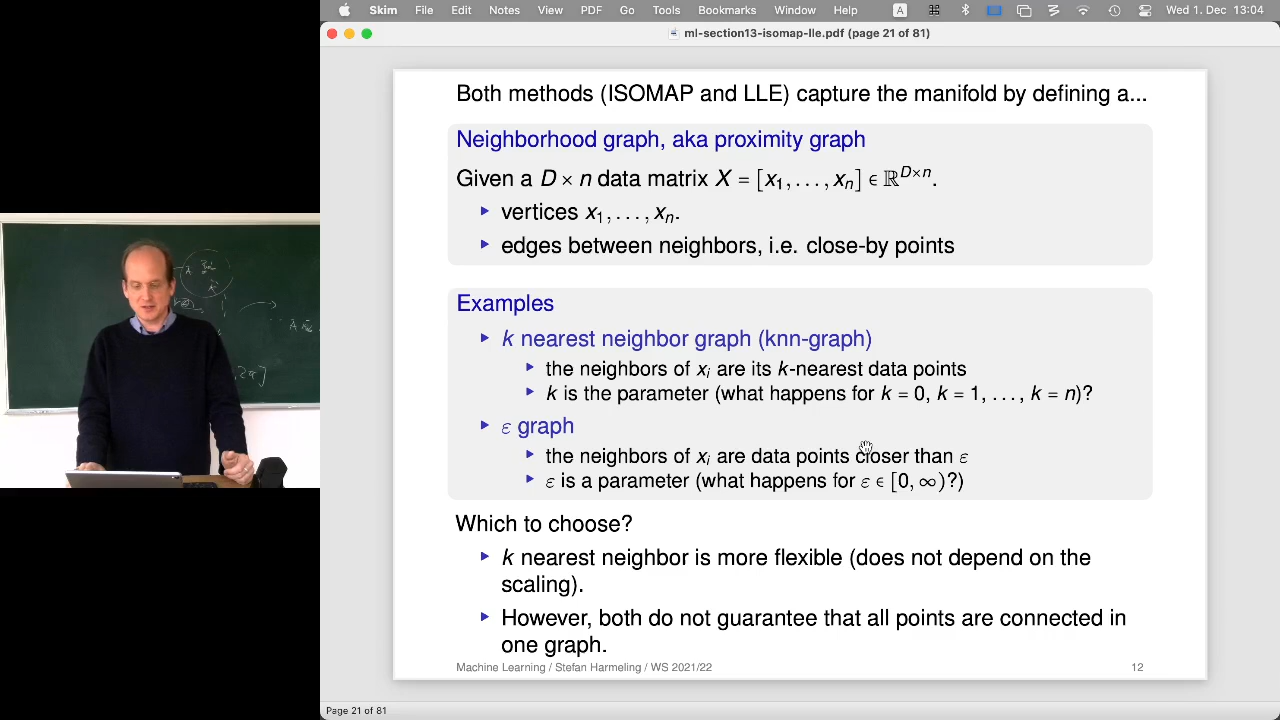 Skim File Edit Notes View PDF Go Tools Bookmarks Window Help A Wed 1. Dec 13:04
ml-section13-isomap-lle.pdf (page 21 of 81)
Both methods (ISOMAP and LLE) capture the manifold by defining a...
Neighborhood graph, aka proximity graph
Given a D × n data matrix X = [x₁, . . . , xₙ] ∈ ℝᴰˣⁿ.
▸ vertices x₁, . . . , xₙ.
▸ edges between neighbors, i.e. close-by points
Examples
▸ k nearest neighbor graph (knn-graph)
▸ the neighbors of xᵢ are its k-nearest data points
▸ k is the parameter (what happens for k = 0, k = 1, . . . , k = n)?
▸ ε graph
▸ the neighbors of xᵢ are data points closer than ε
▸ ε is a parameter (what happens for ε ∈ [0, ∞)?)
Which to choose?
▸ k nearest neighbor is more flexible (does not depend on the
scaling).
▸ However, both do not guarantee that all points are connected in
one graph.
Machine Learning / Stefan Harmeling / WS 2021/22 12
Page 21 of 81